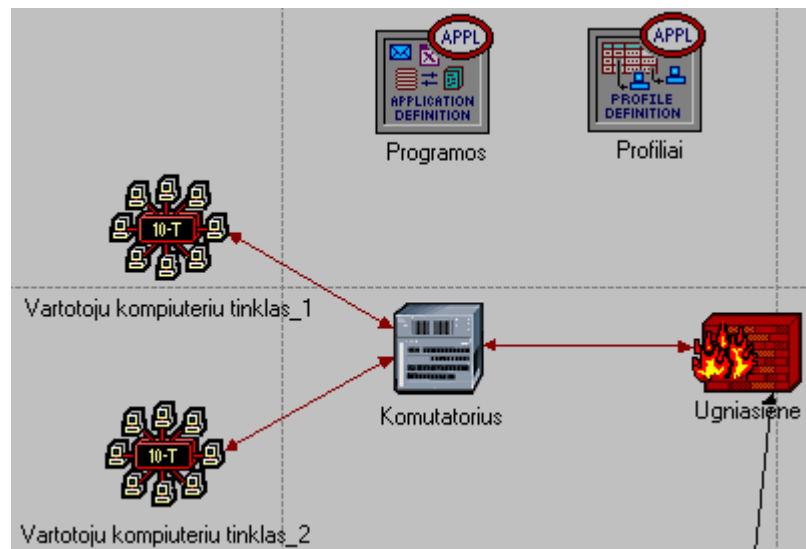 APPL
APPLICATION
DEFINITION
Programos
APPL
PROFILE
DEFINITION
Profiliai
10-T
Vartotoju kompiuteriu tinklas_1
Komutatorius
Ugniasiene
10-T
Vartotoju kompiuteriu tinklas_2